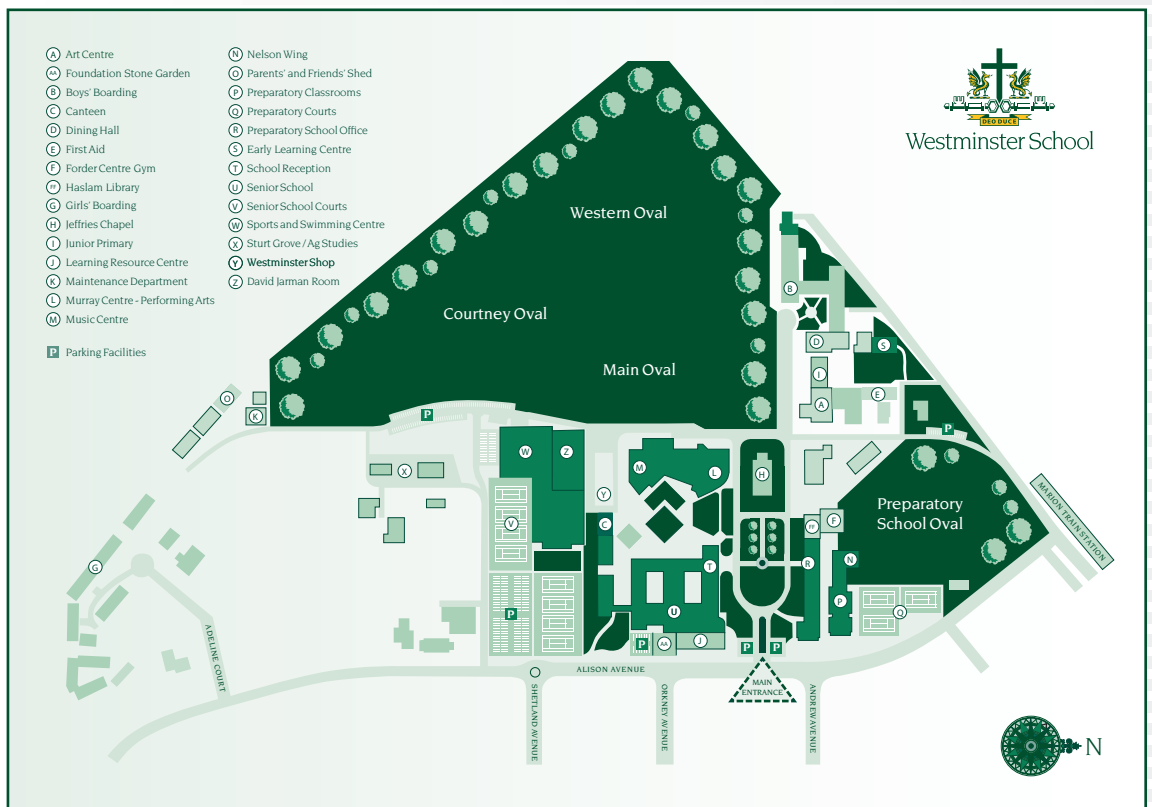 A Art Centre
AA Foundation Stone Garden
B Boys' Boarding
C Canteen
D Dining Hall
E First Aid
F Forder Centre Gym
FF Haslam Library
G Girls' Boarding
H Jeffries Chapel
I Junior Primary
J Learning Resource Centre
K Maintenance Department
L Murray Centre - Performing Arts
M Music Centre
P Parking Facilities
N Nelson Wing
O Parents' and Friends' Shed
P Preparatory Classrooms
Q Preparatory Courts
R Preparatory School Office
S Early Learning Centre
T School Reception
U Senior School
V Senior School Courts
W Sports and Swimming Centre
X Sturt Grove / Ag Studies
Y Westminster Shop
Z David Jarman Room
DEO DUCE
Westminster School
Western Oval
Courtney Oval
Main Oval
B
D
S
I
E
A
O
K
P
P
W
Z
M
L
H
X
Y
Preparatory
School Oval
MARION TRAIN STATION
V
C
FF
F
G
T
R
N
P
P
U
Q
P
AA
J
P
P
ADELINE COURT
ALISON AVENUE
MAIN
ENTRANCE
SHETLAND AVENUE
ORKNEY AVENUE
ANDREW AVENUE
N